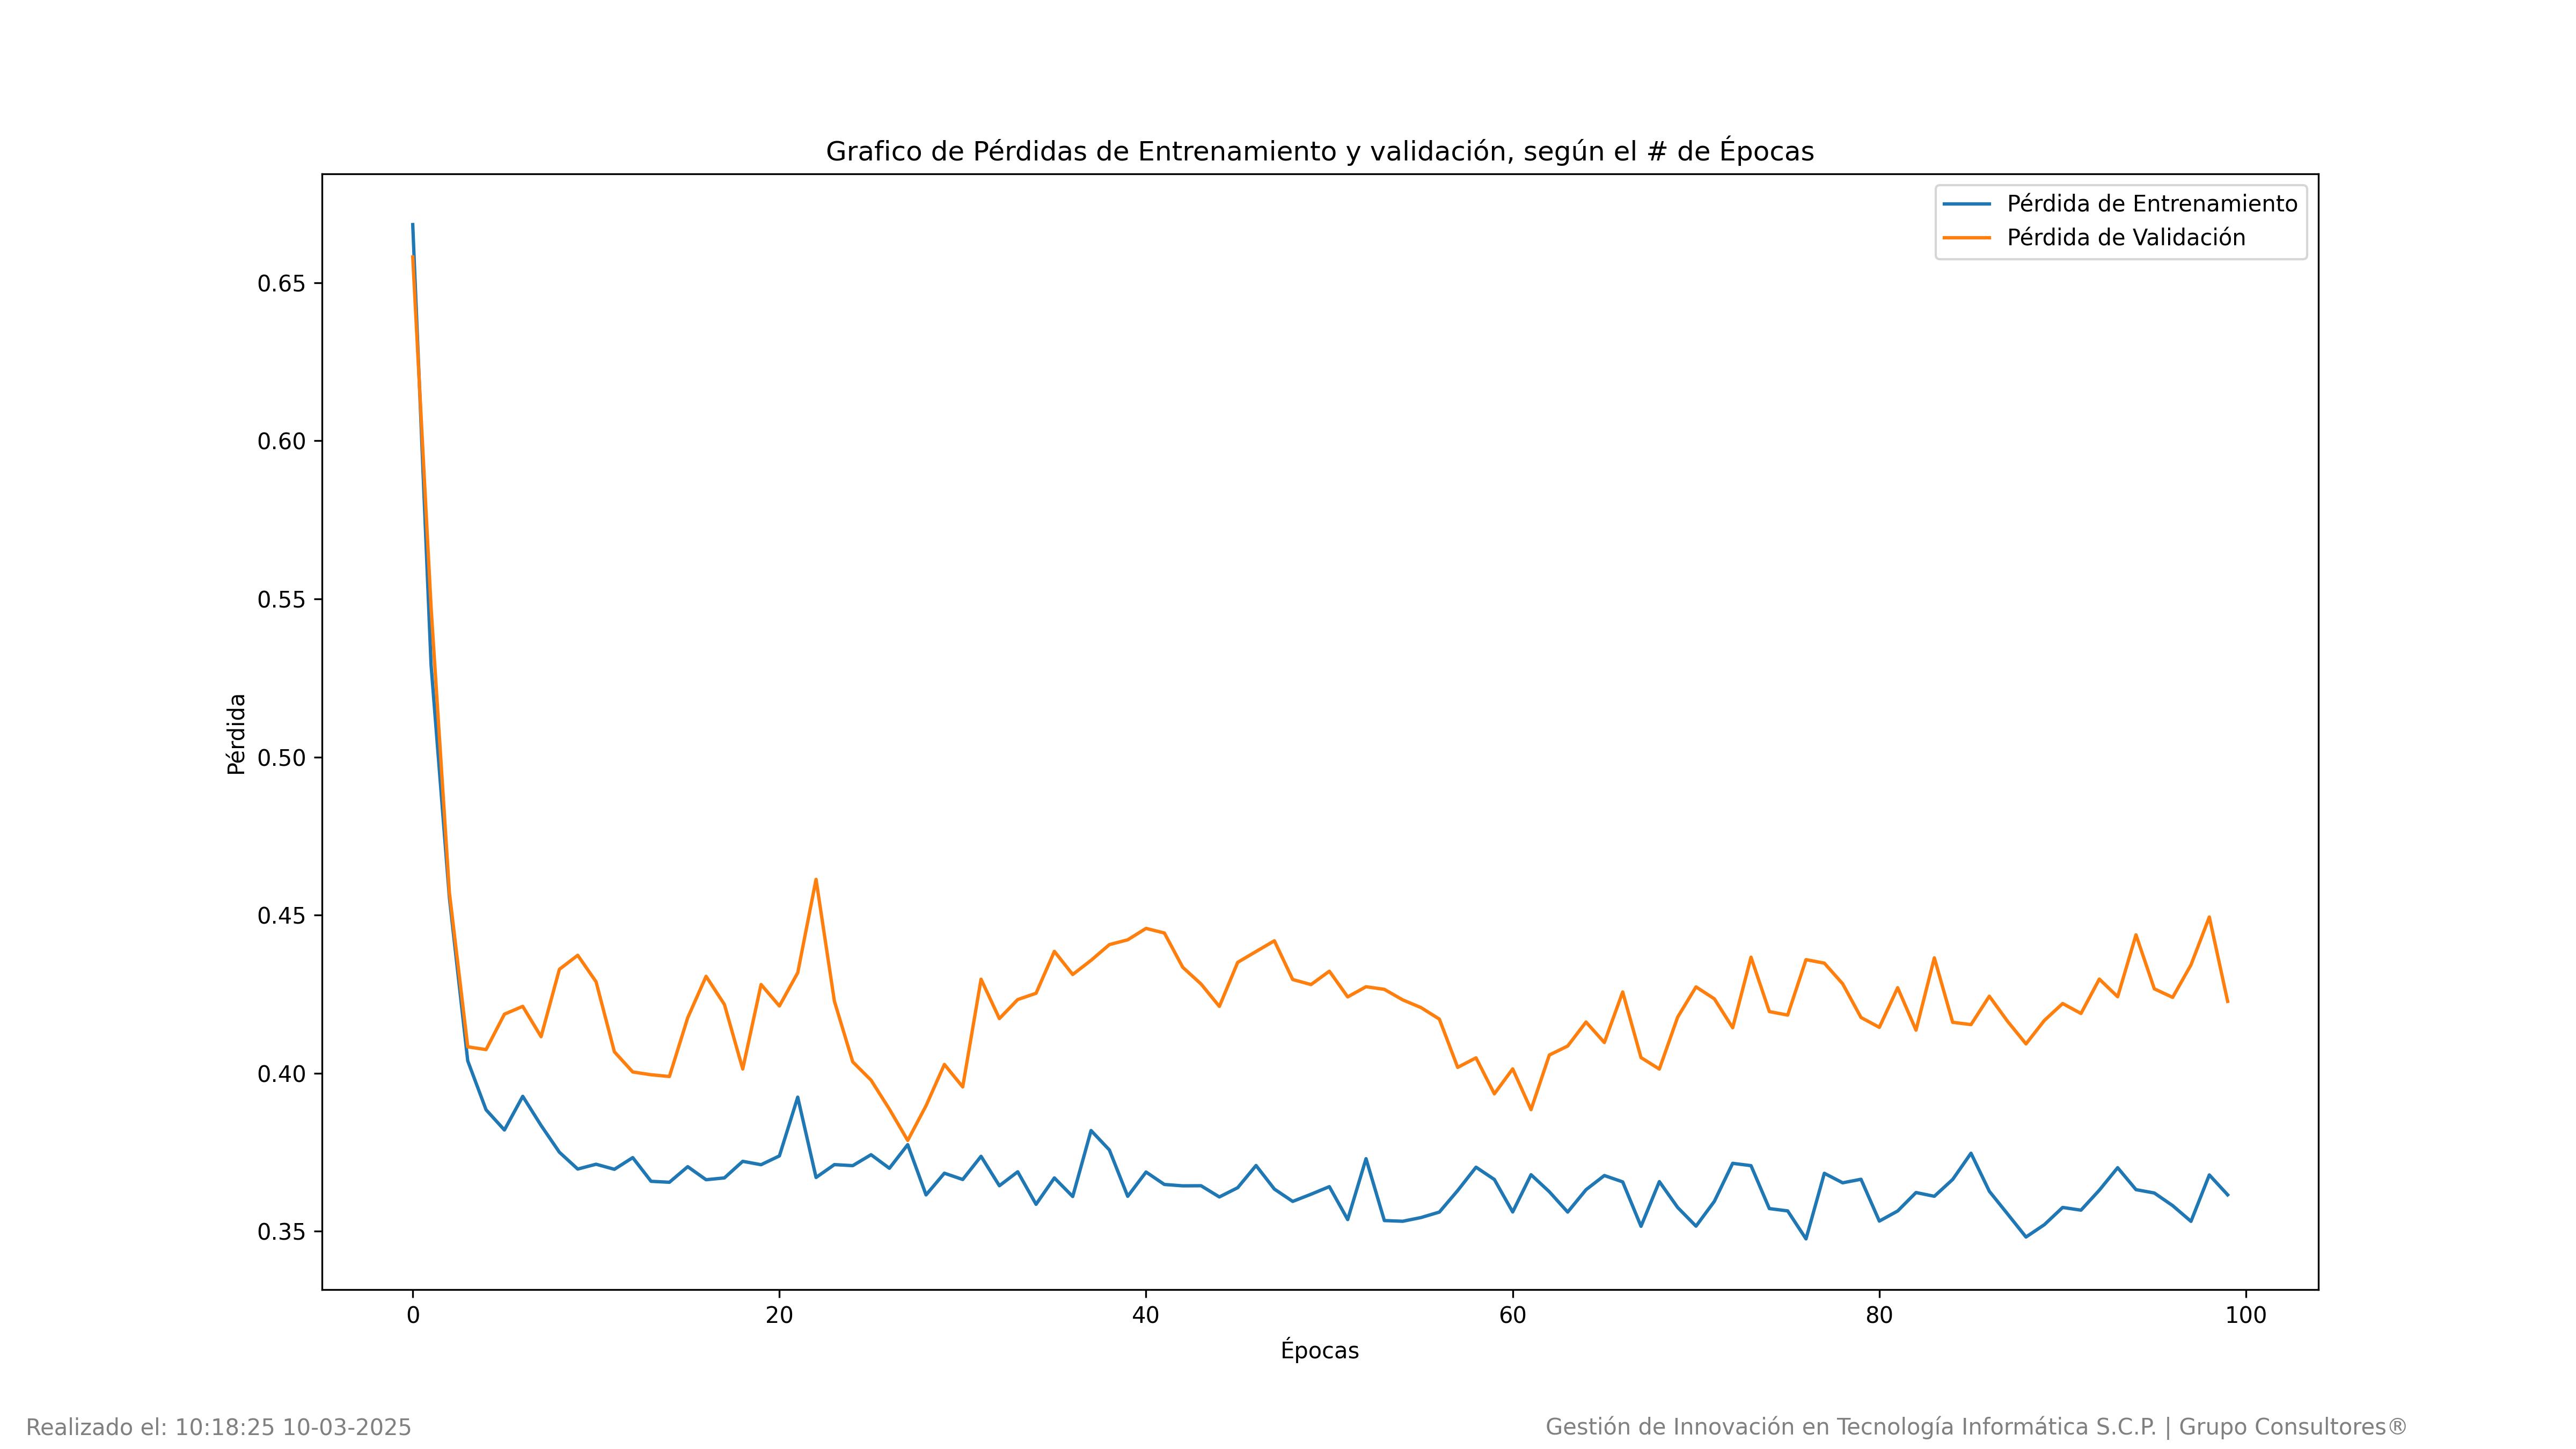 Grafico de Pérdidas de Entrenamiento y validación, según el # de Épocas
Pérdida de Entrenamiento
Pérdida de Validación
0.65
0.60
0.55
0.50
0.45
0.40
0.35
Pérdida
0 20 40 60 80 100
Épocas
Realizado el: 10:18:25 10-03-2025
Gestión de Innovación en Tecnología Informática S.C.P. | Grupo Consultores®